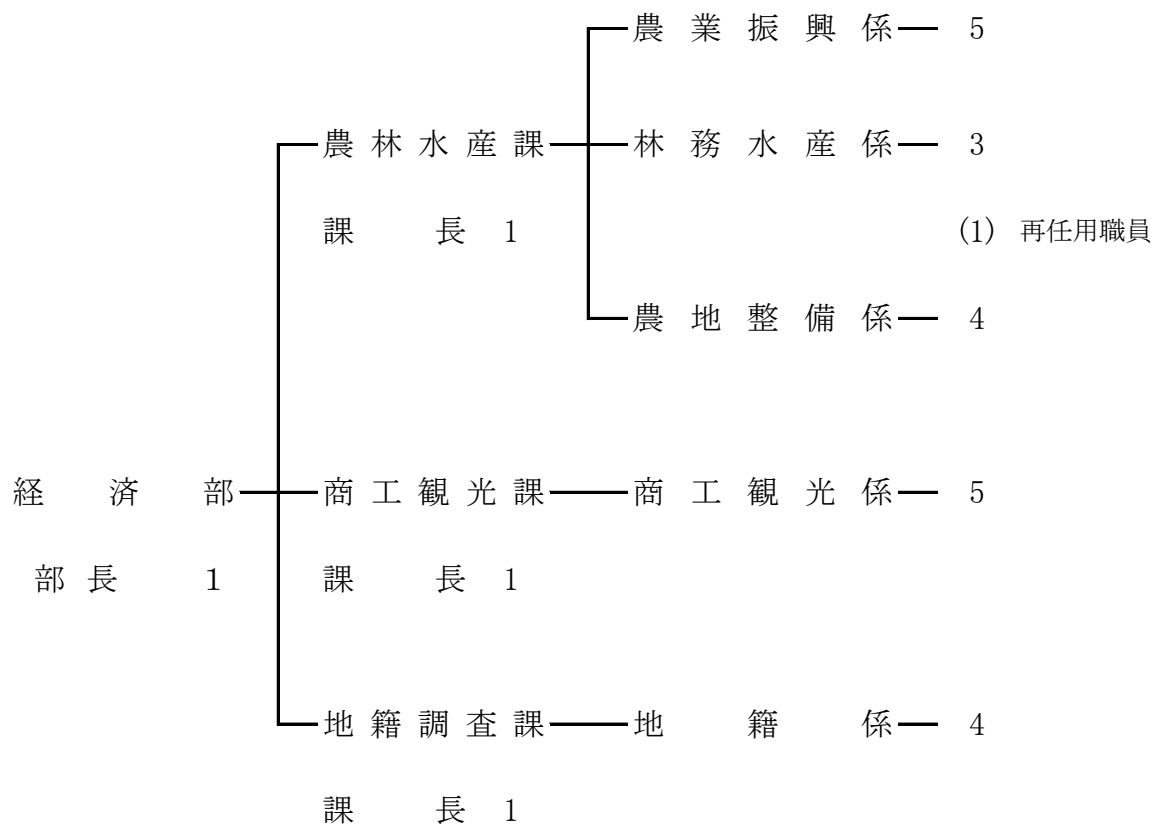 農業振興係 5
農林水産課 林務水産係 3
課長 1 (1) 再任用職員
農地整備係 4
経済部 商工観光課 商工観光係 5
部長 1 課長 1
地籍調査課 地籍係 4
課長 1